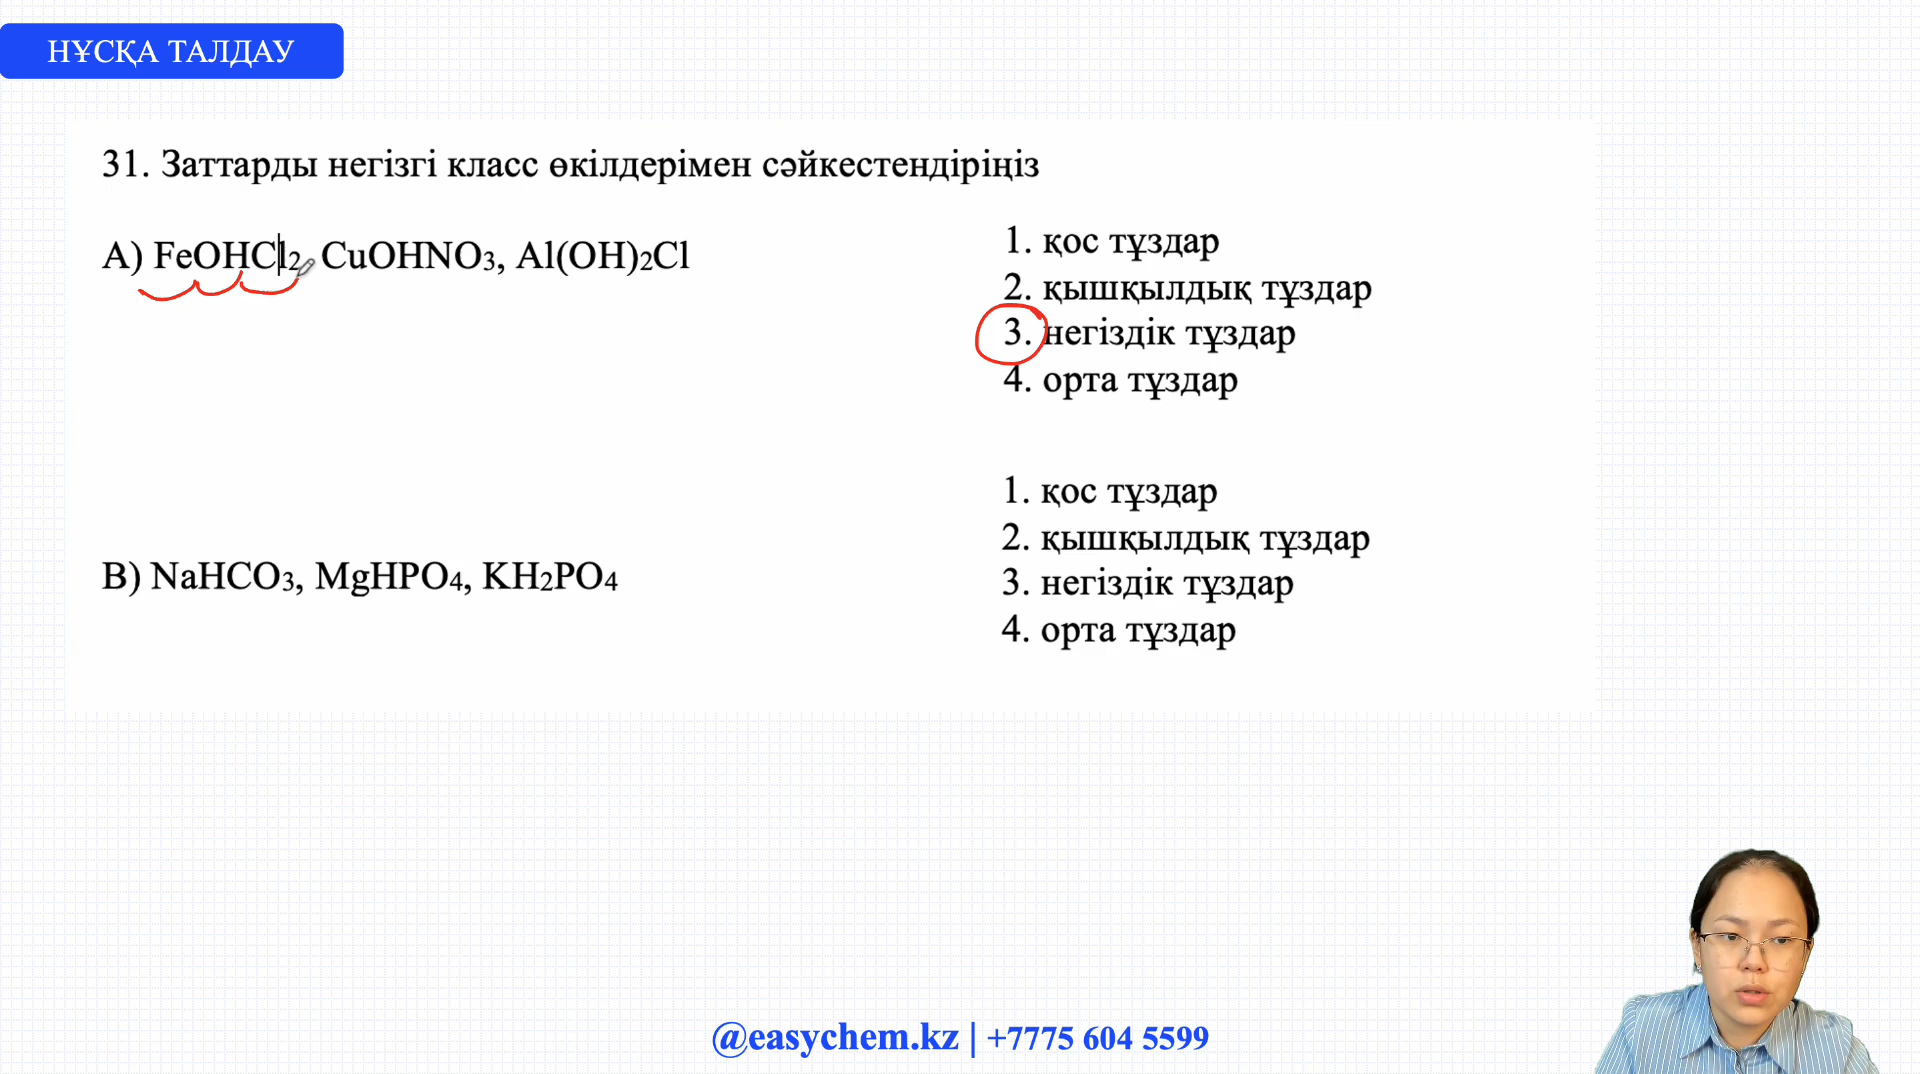 НҰСҚА ТАЛДАУ
31. Заттарды негізгі класс өкілдерімен сәйкестендіріңіз
A) FeOHCl2, CuOHNO3, Al(OH)2Cl
1. қос тұздар
2. қышқылдық тұздар
3. негіздік тұздар
4. орта тұздар
B) NaHCO3, MgHPO4, KH2PO4
1. қос тұздар
2. қышқылдық тұздар
3. негіздік тұздар
4. орта тұздар
@easychem.kz | +7775 604 5599